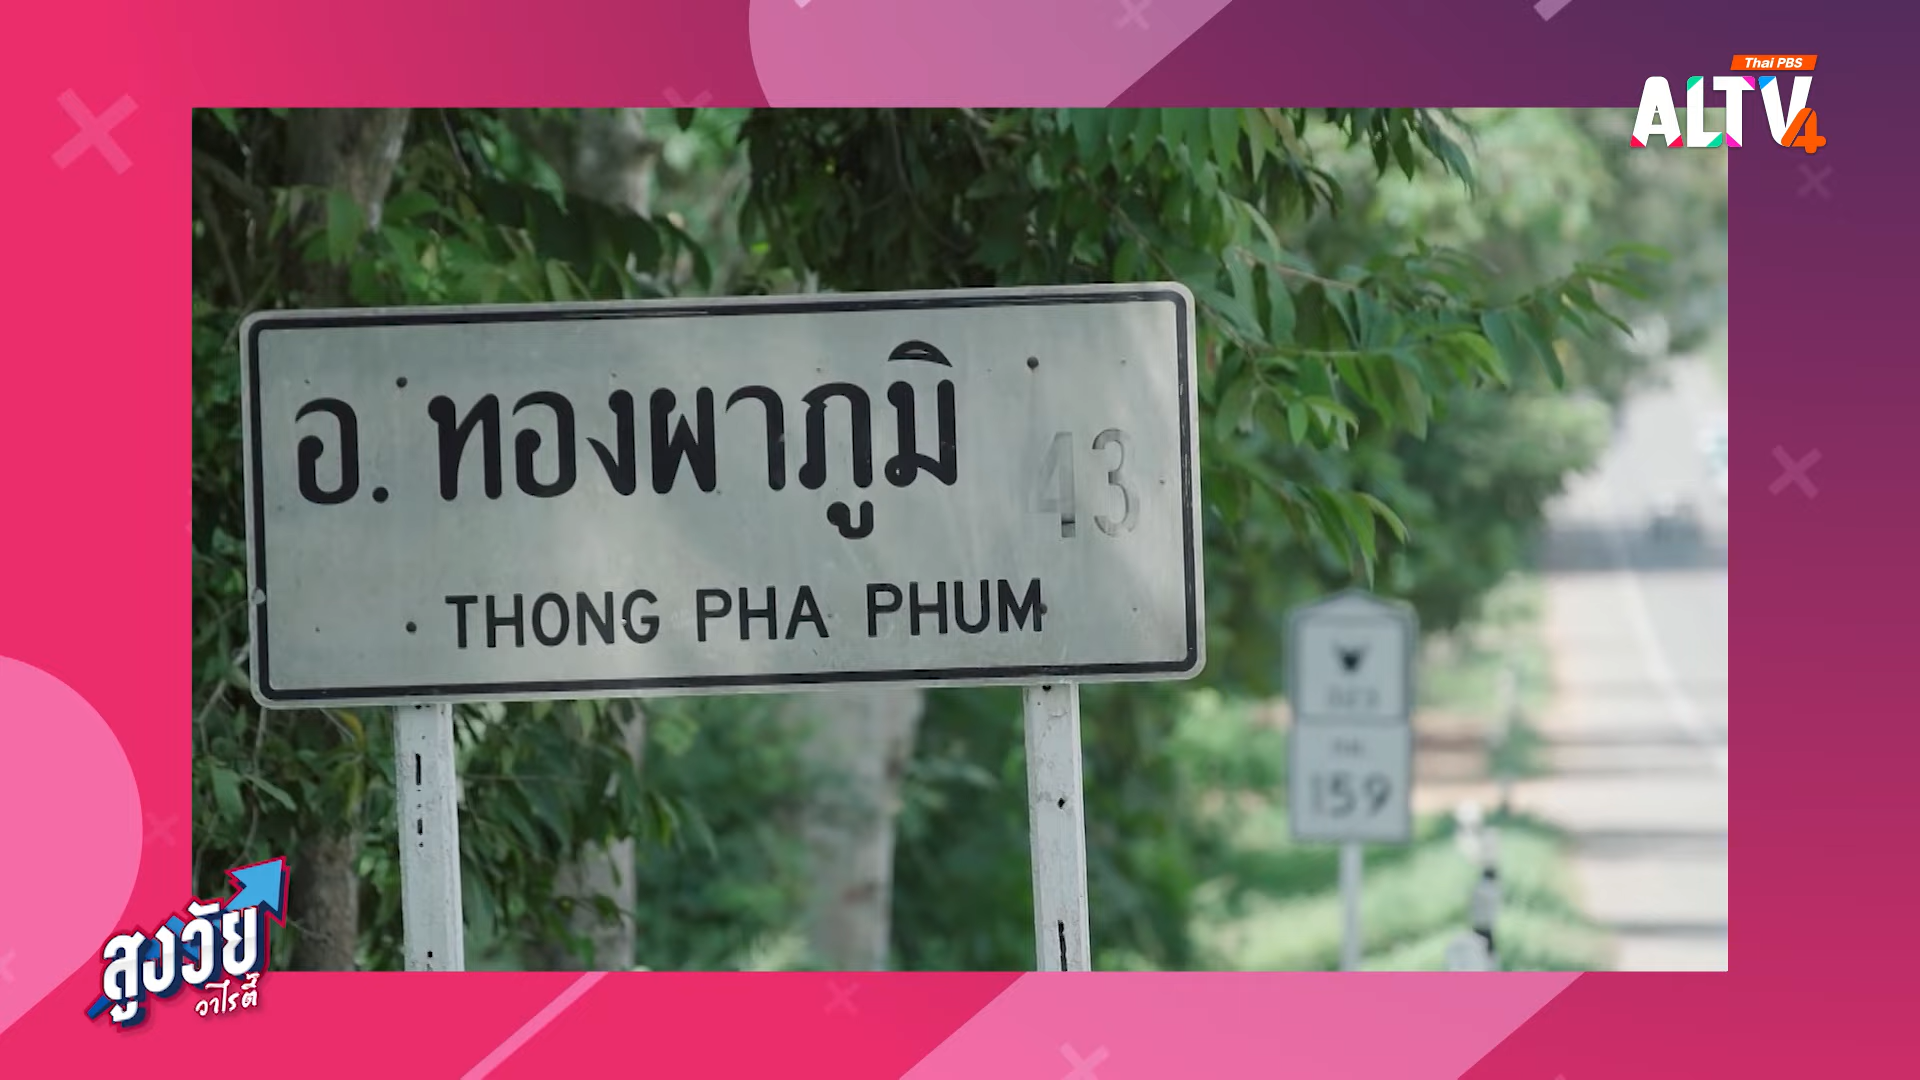 Thai PBS
ALTV4
อ. ทองผาภูมิ 43
THONG PHA PHUM
159
สูงวัย
วาไรตี้